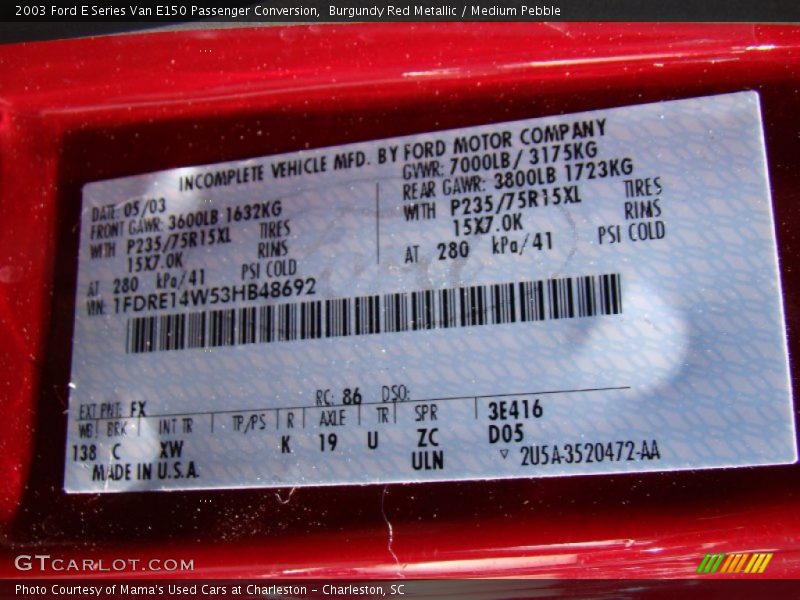 2003 Ford E Series Van E150 Passenger Conversion, Burgundy Red Metallic / Medium Pebble
INCOMPLETE VEHICLE MFD. BY FORD MOTOR COMPANY
DATE: 05/03 GVWR: 7000LB/ 3175KG
FRONT GAWR: 3600LB 1632KG REAR GAWR: 3800LB 1723KG
WITH P235/75R15XL TIRES WITH P235/75R15XL TIRES
15X7.0K RINS 15X7.0K RINS
AT 280 kPa/41 PSI COLD AT 280 kPa/41 PSI COLD
VIN: 1FDRE14W53HB48692
EXT PNT: FX RC: 86 DSO:
WB BRK INT TR TP/PS R AXLE TR SPR 3E416
138 C XW K 19 U ZC D05
MADE IN U.S.A. ULN ▽ 2U5A-3520472-AA
GTCARLOT.COM
Photo Courtesy of Mama's Used Cars at Charleston - Charleston, SC